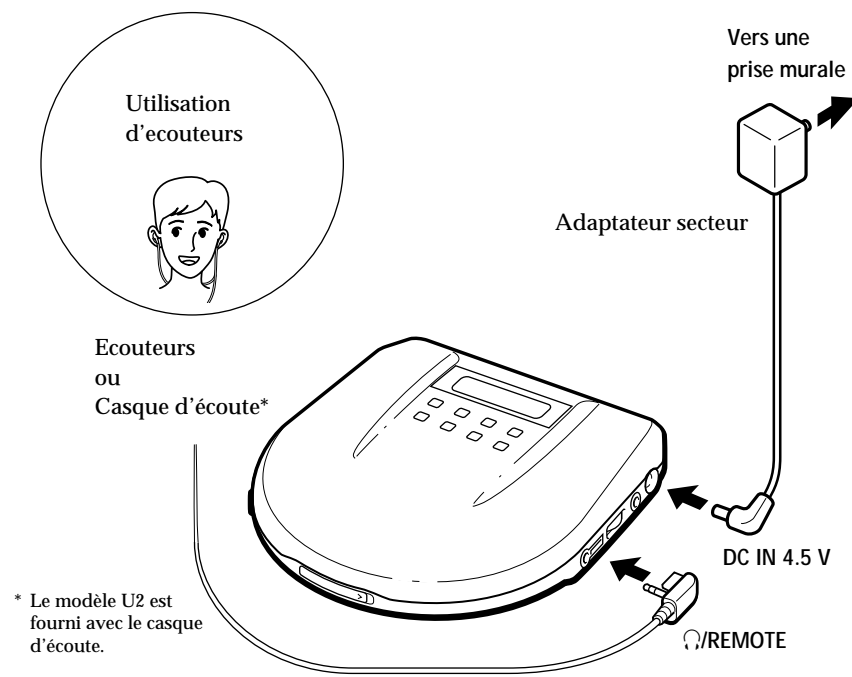 Vers une
prise murale
Utilisation
d'ecouteurs
Adaptateur secteur
Ecouteurs
ou
Casque d'écoute*
DC IN 4.5 V
* Le modèle U2 est
fourni avec le casque
d'écoute.
/REMOTE